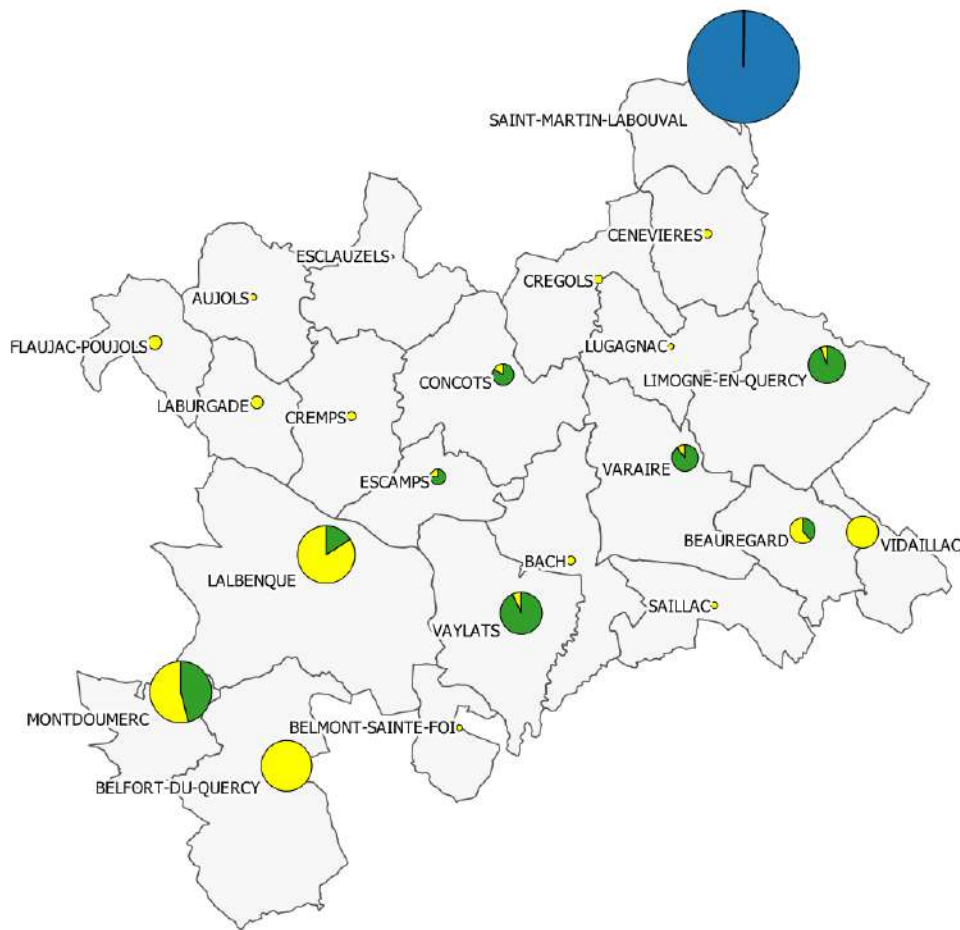 SAINT-MARTIN-LABOUVAL
CENEVIERES
ESCLAUZELS
CREGOLS
AUJOLS
FLAUJAC-POUJOLS
LUGAGNAC
LIMOGNE-EN-QUERCY
CONCOTS
LABURGADE
CREMPS
VARAIRE
ESCAMPS
BEAUREGARD
VIDAILLAC
BACH
LALBENQUE
SAILLAC
VAYLATS
MONTDOUMERC
BELMONT-SAINTE-FOI
BELFORT-DU-QUERCY